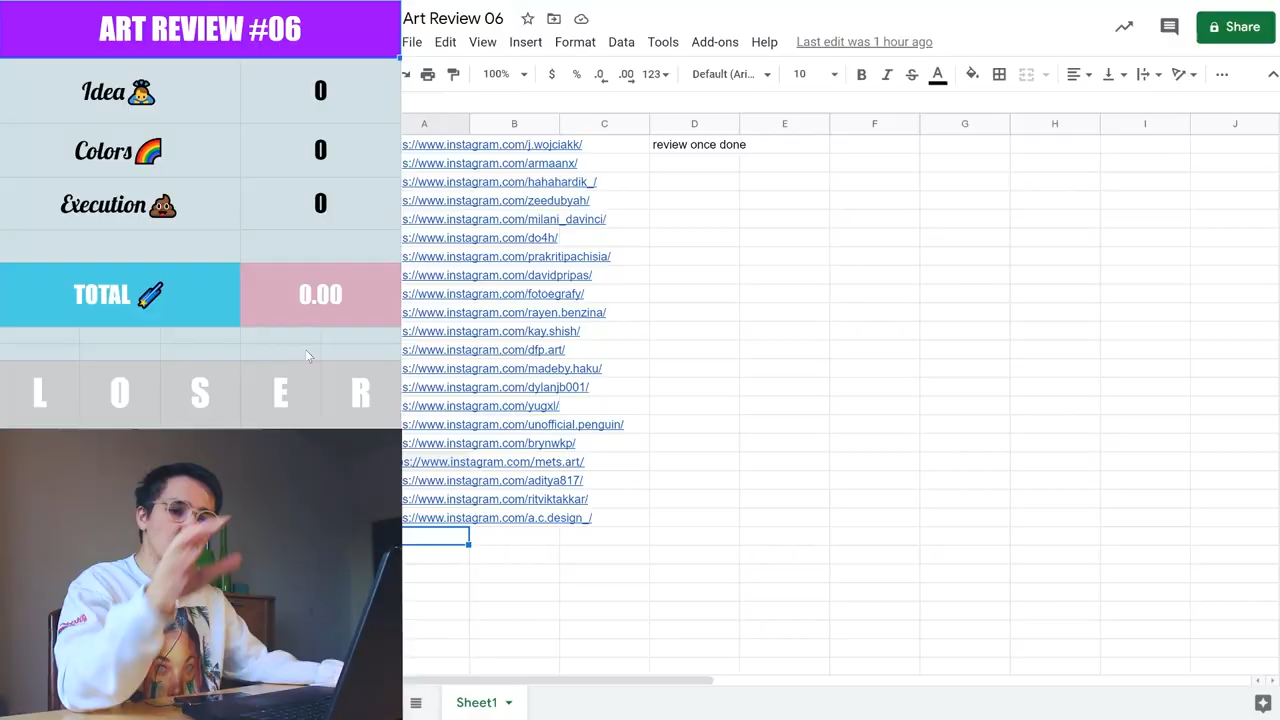 ART REVIEW #06
Idea 0
Colors 0
Execution 0
TOTAL 0.00
L O S E R
Art Review 06
File Edit View Insert Format Data Tools Add-ons Help Last edit was 1 hour ago
Share
100% $ % .0 .00 123 Default (Ari... 10 B I S A
A B C D E F G H I J
s://www.instagram.com/j.wojciakk/ review once done
s://www.instagram.com/armaanx/
s://www.instagram.com/hahahardik_/
s://www.instagram.com/zeedubyah/
s://www.instagram.com/milani_davinci/
s://www.instagram.com/do4h/
s://www.instagram.com/prakritipachisia/
s://www.instagram.com/davidpripas/
s://www.instagram.com/fotoegrafy/
s://www.instagram.com/rayen.benzina/
s://www.instagram.com/kay.shish/
s://www.instagram.com/dfp.art/
s://www.instagram.com/madeby.haku/
s://www.instagram.com/dylanjb001/
s://www.instagram.com/yugxl/
s://www.instagram.com/unofficial.penguin/
s://www.instagram.com/brynwkp/
ps://www.instagram.com/mets.art/
s://www.instagram.com/aditya817/
s://www.instagram.com/ritviktakkar/
s://www.instagram.com/a.c.design_/
Sheet1